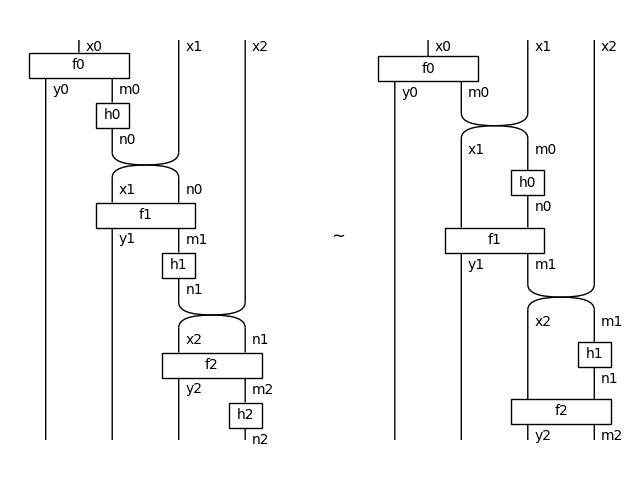 x0 x1 x2
f0
y0 m0
h0
n0
x1 n0
f1
y1 m1
h1
n1
x2 n1
f2
y2 m2
h2
n2
~
x0 x1 x2
f0
y0 m0
x1 m0
h0
n0
f1
y1 m1
x2 m1
h1
n1
f2
y2 m2